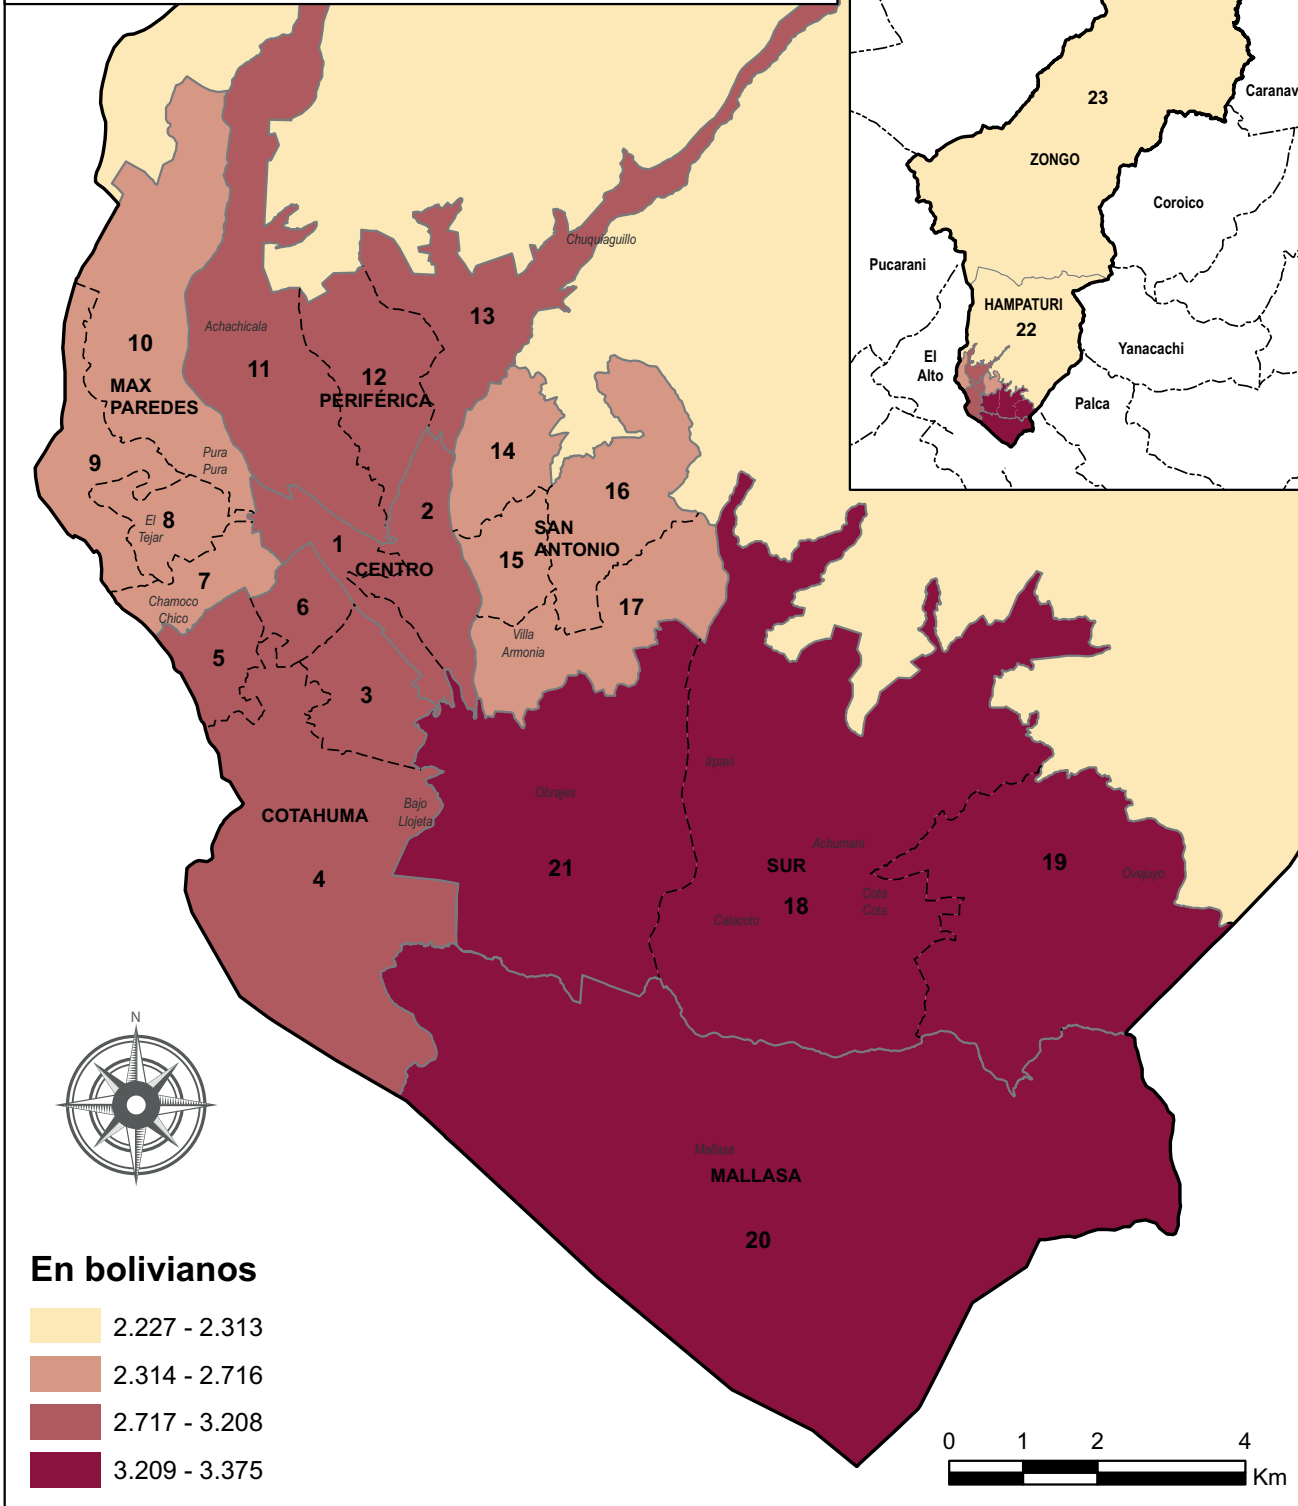 23
Caranav
ZONGO
Coroico
Pucarani
HAMPATURI
22
Yanacachi
El
Alto
Palca
Chuquiaguillo
13
Achachicala
10
11
12
PERIFÉRICA
MAX
PAREDES
Pura
Pura
9
14
16
2
El
Tejar
8
SAN
ANTONIO
1
15
CENTRO
7
Chamoco
Chico
6
17
Villa
Armonia
5
3
Irpavi
Obrajes
Bajo
Llojeta
COTAHUMA
Achumani
SUR
19
21
Ovejuyo
4
Cota
Cota
18
Calacoto
N
Mallasa
MALLASA
20
En bolivianos
2.227 - 2.313
2.314 - 2.716
2.717 - 3.208
3.209 - 3.375
0 1 2 4
Km